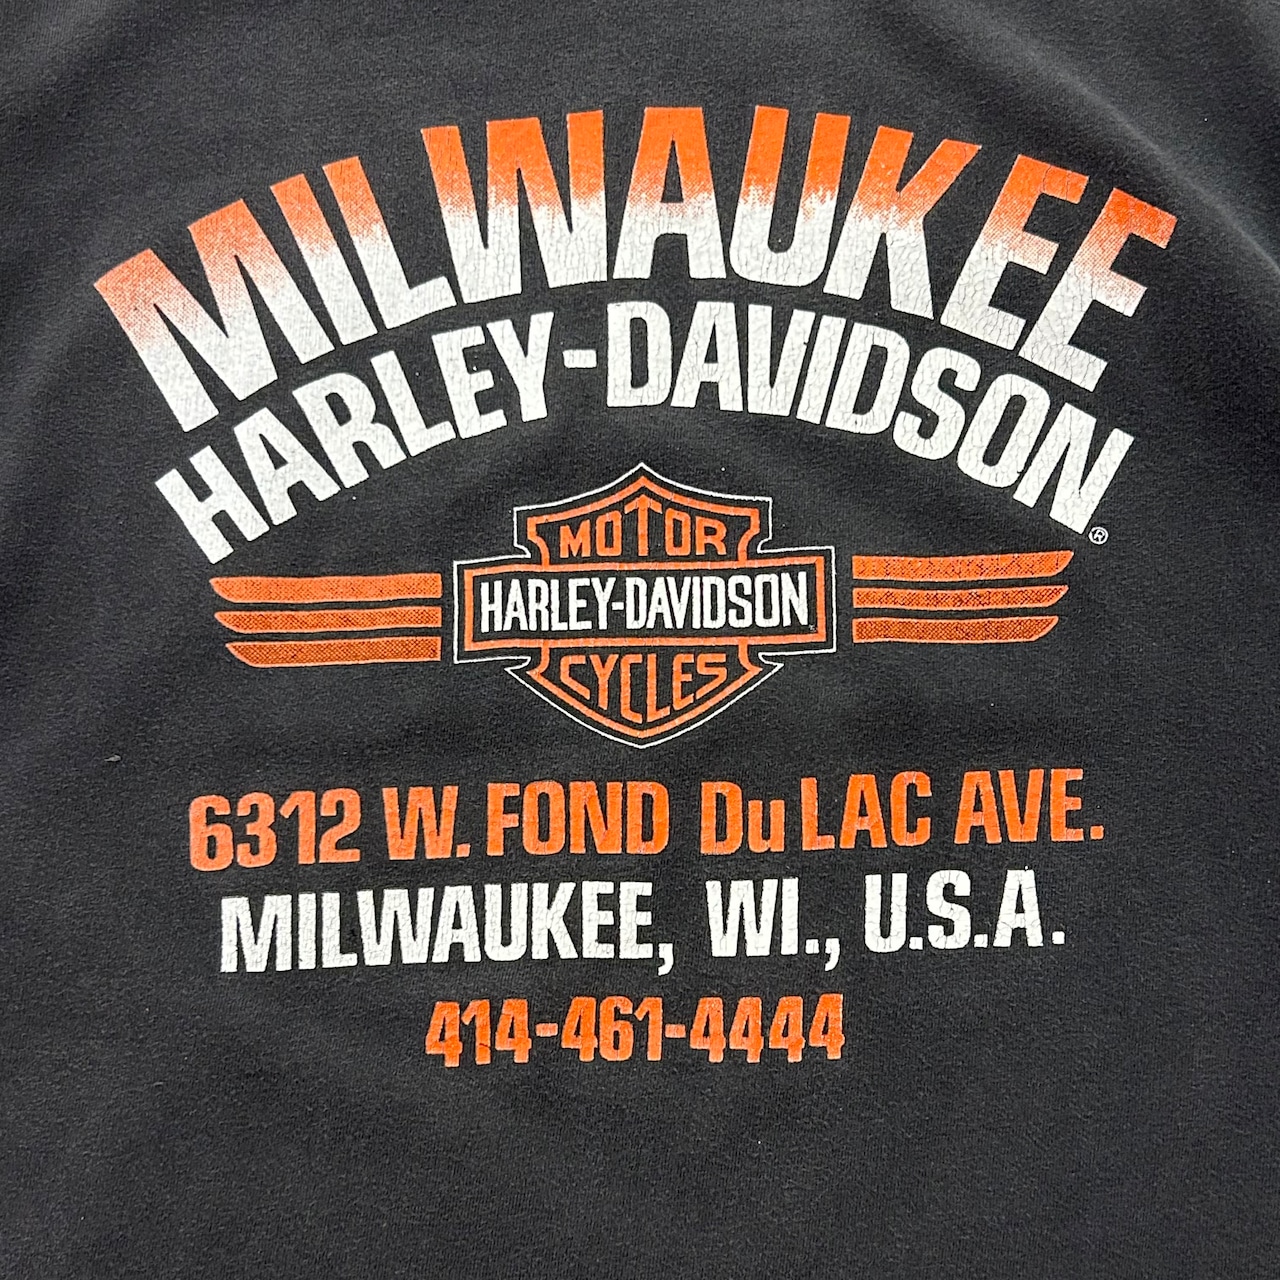 MILWAUKEE
HARLEY-DAVIDSON®
MOTOR
HARLEY-DAVIDSON
CYCLES
6312 W. FOND Du LAC AVE.
MILWAUKEE, WI., U.S.A.
414-461-4444